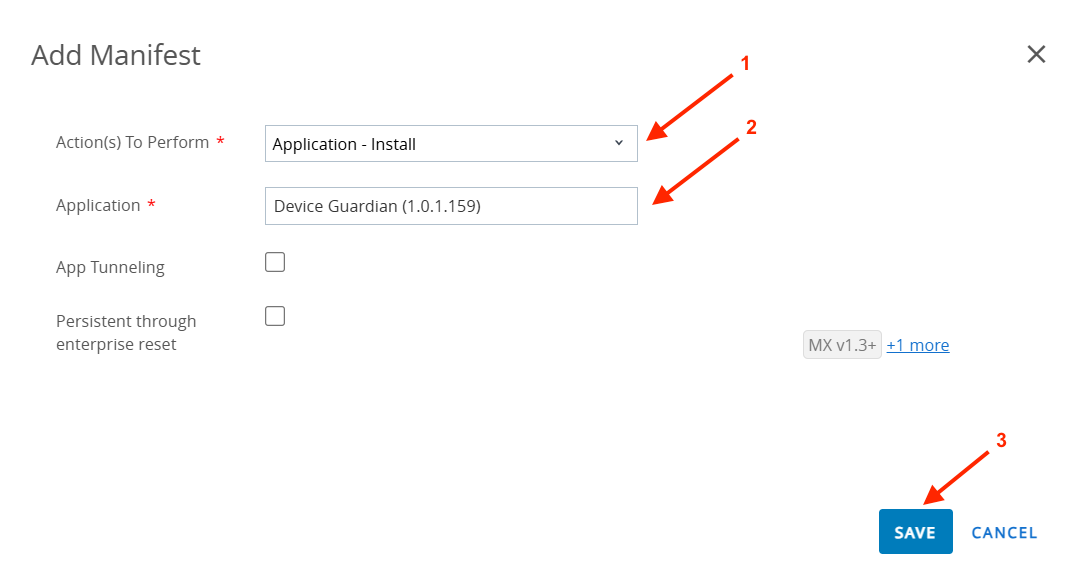 Add Manifest
1
Action(s) To Perform *
Application - Install
2
Application *
Device Guardian (1.0.1.159)
App Tunneling
Persistent through
enterprise reset
MX v1.3+ +1 more
3
SAVE CANCEL